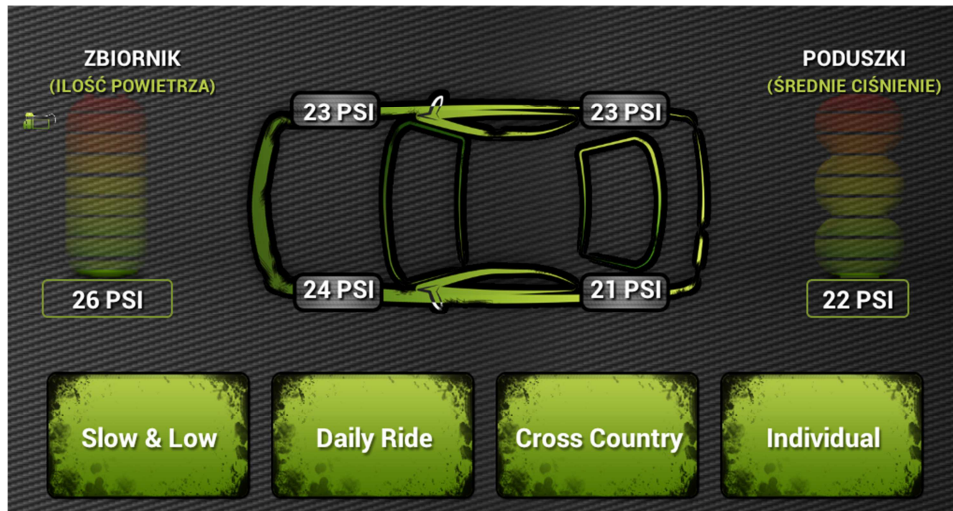 ZBIORNIK
(ILOŚĆ POWIETRZA)
PODUSZKI
(ŚREDNIE CIŚNIENIE)
23 PSI
23 PSI
24 PSI
21 PSI
26 PSI
22 PSI
Slow & Low
Daily Ride
Cross Country
Individual